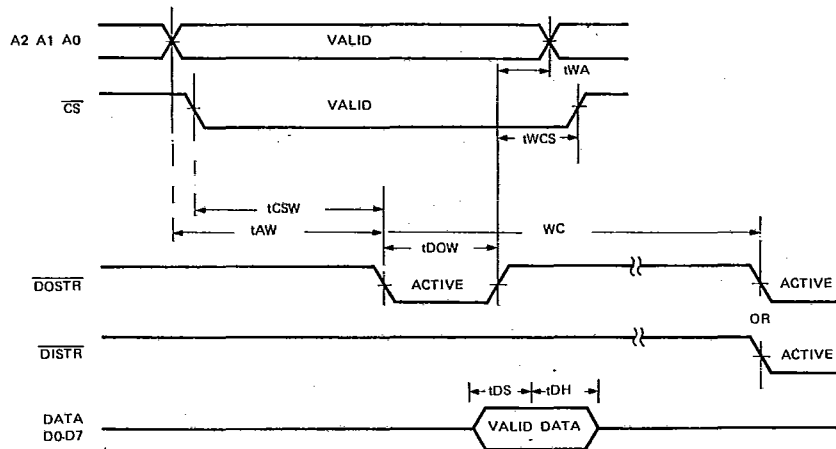 A2 A1 A0
VALID
tWA
CS
VALID
tWCS
tCSW
tAW
WC
tDOW
DOSTR
ACTIVE
ACTIVE
OR
DISTR
ACTIVE
tDS
tDH
DATA
D0-D7
VALID DATA